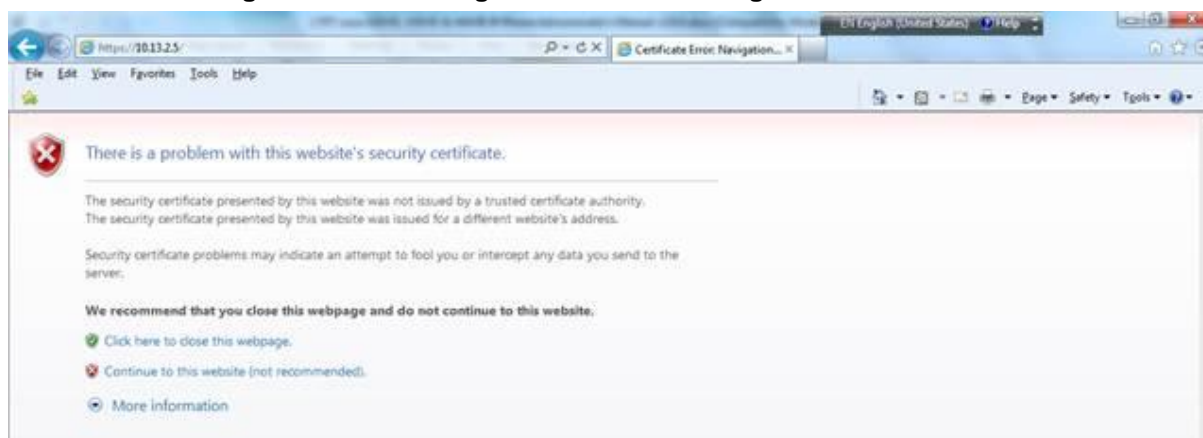 EN English (United States) Help
https://10.13.2.5/
Certificate Error: Navigation...
File Edit View Favorites Tools Help
Page Safety Tools
There is a problem with this website's security certificate.
The security certificate presented by this website was not issued by a trusted certificate authority.
The security certificate presented by this website was issued for a different website's address.
Security certificate problems may indicate an attempt to fool you or intercept any data you send to the
server.
We recommend that you close this webpage and do not continue to this website.
Click here to close this webpage.
Continue to this website (not recommended).
More information